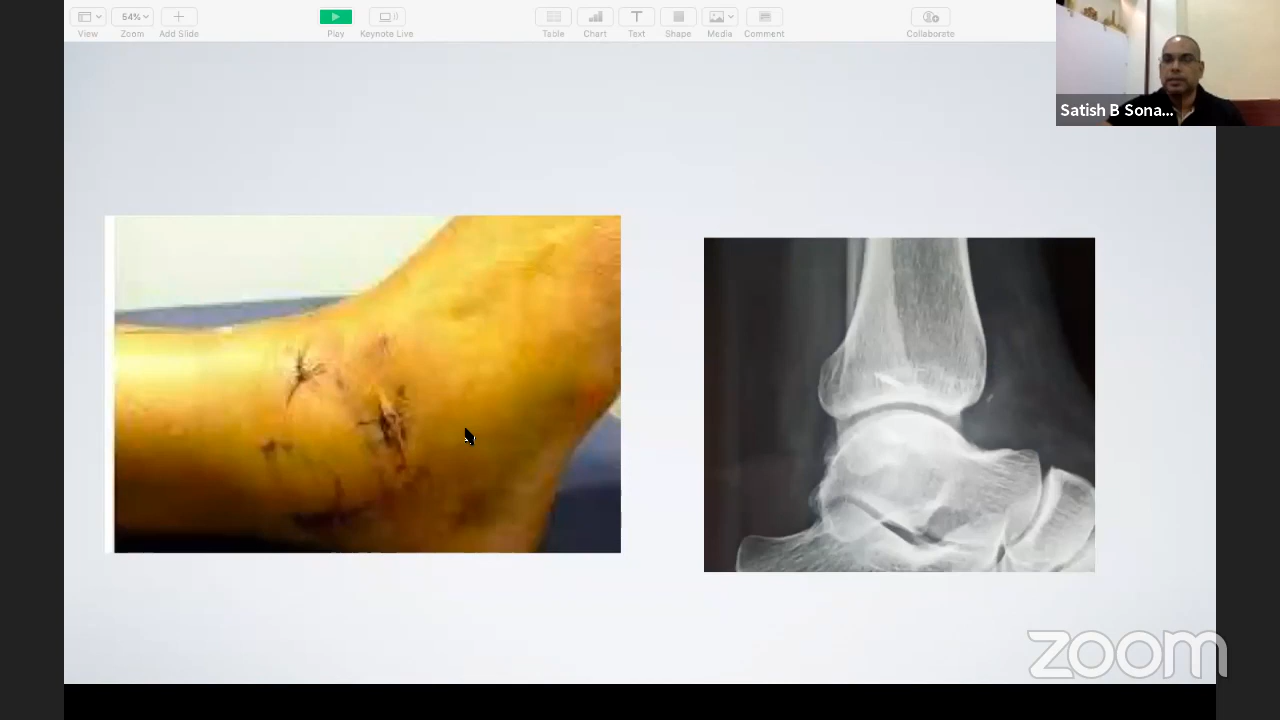 View
54%
Zoom
Add Slide
Play
Keynote Live
Table
Chart
Text
Shape
Media
Comment
Collaborate
Satish B Sona...
zoom